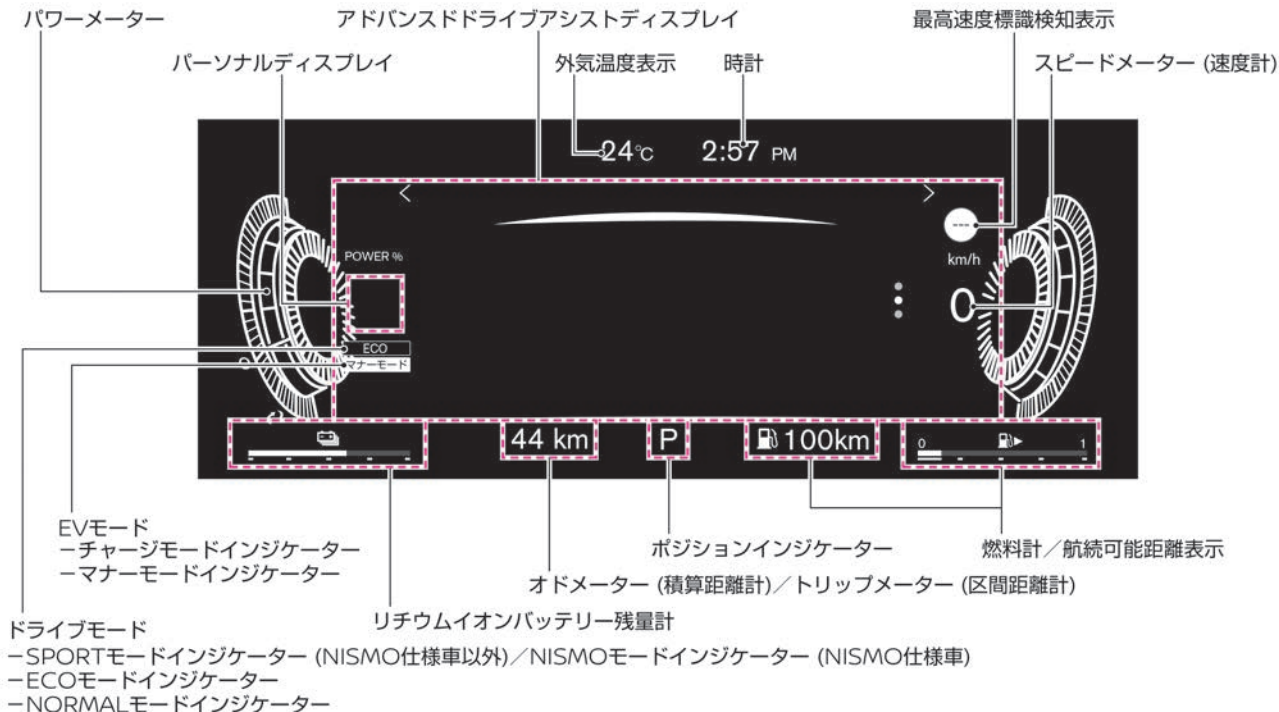 パワーメーター
アドバンスドドライブアシストディスプレイ
最高速度標識検知表示
パーソナルディスプレイ
外気温度表示
時計
スピードメーター (速度計)
24℃ 2:57 PM
POWER %
---
km/h
0
ECO
マナーモード
44 km
P
100km
0 1
EVモード
−チャージモードインジケーター
−マナーモードインジケーター
ポジションインジケーター
燃料計／航続可能距離表示
オドメーター (積算距離計)／トリップメーター (区間距離計)
リチウムイオンバッテリー残量計
ドライブモード
−SPORTモードインジケーター (NISMO仕様車以外)／NISMOモードインジケーター (NISMO仕様車)
−ECOモードインジケーター
−NORMALモードインジケーター